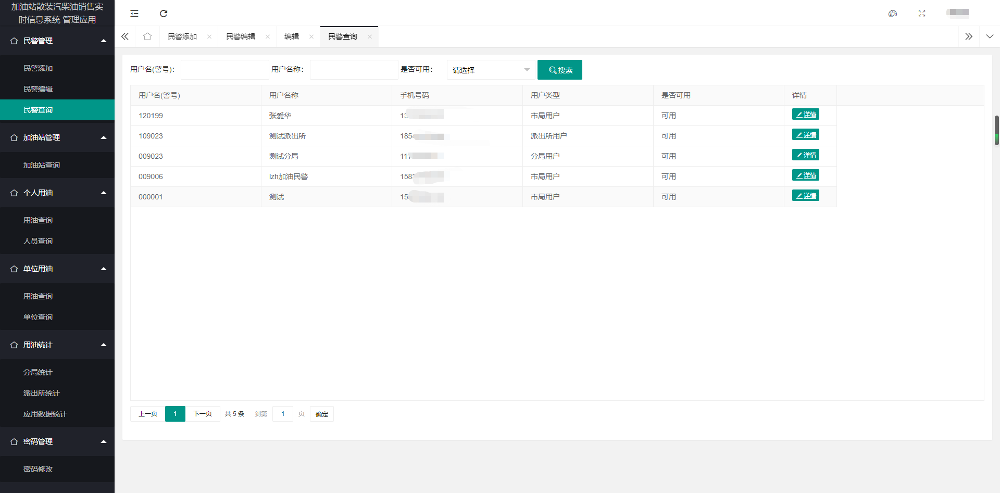 加油站散装汽柴油销售实
时信息系统 管理应用
民警管理
民警添加
民警编辑
民警查询
加油站管理
加油站查询
个人用油
用油查询
人员查询
单位用油
用油查询
单位查询
用油统计
分局统计
派出所统计
应用数据统计
密码管理
密码修改
民警添加 民警编辑 编辑 民警查询
用户名(警号): 用户名称: 是否可用: 请选择 搜索
用户名(警号) 用户名称 手机号码 用户类型 是否可用 详情
120199 张爱华 13 市局用户 可用 详情
109023 测试派出所 1854 派出所用户 可用 详情
009023 测试分局 111 分局用户 可用 详情
009006 lzh加油民警 1583 市局用户 可用 详情
000001 测试 15 市局用户 可用 详情
上一页 1 下一页 共 5 条 到第 1 页 确定